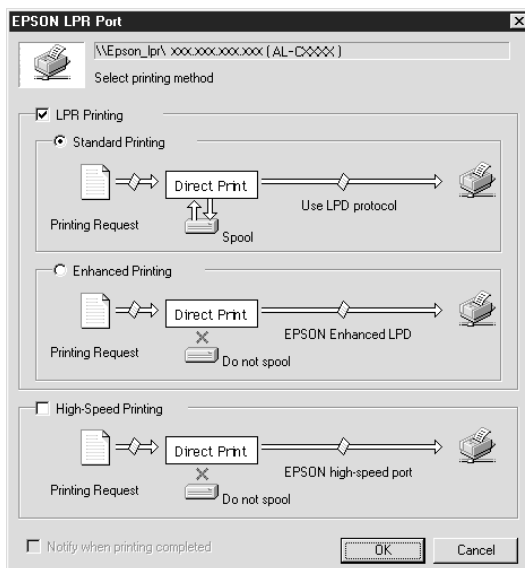 EPSON LPR Port
\\Epson_lpr\ xxx.xxx.xxx.xxx (AL-CXXXX)
Select printing method
LPR Printing
Standard Printing
Direct Print
Use LPD protocol
Printing Request
Spool
Enhanced Printing
Direct Print
EPSON Enhanced LPD
Printing Request
Do not spool
High-Speed Printing
Direct Print
EPSON high-speed port
Printing Request
Do not spool
Notify when printing completed
OK
Cancel